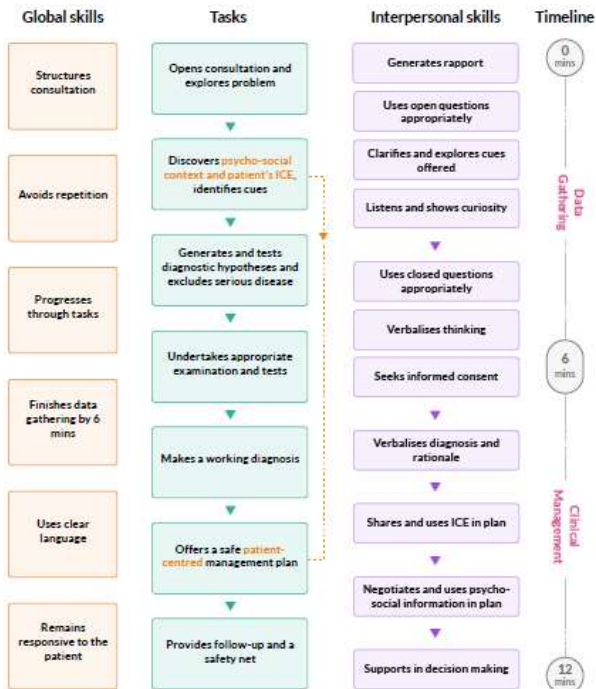 Global skills
Tasks
Interpersonal skills
Timeline
Structures
consultation
Avoids repetition
Progresses
through tasks
Finishes data
gathering by 6
mins
Uses clear
language
Remains
responsive to the
patient
Opens consultation and
explores problem
Discovers psycho-social
context and patient's ICE,
identifies cues
Generates and tests
diagnostic hypotheses and
excludes serious disease
Undertakes appropriate
examination and tests
Makes a working diagnosis
Offers a safe patient-
centred management plan
Provides follow-up and a
safety net
Generates rapport
Uses open questions
appropriately
Clarifies and explores cues
offered
Listens and shows curiosity
Uses closed questions
appropriately
Verbalises thinking
Seeks informed consent
Verbalises diagnosis and
rationale
Shares and uses ICE in plan
Negotiates and uses psycho-
social information in plan
Supports in decision making
0
mins
Data
Gathering
6
mins
Clinical
Management
12
mins